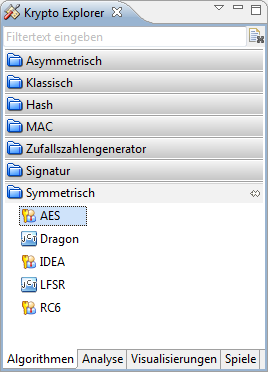 Krypto Explorer
Filtertext eingeben
Asymmetrisch
Klassisch
Hash
MAC
Zufallszahlengenerator
Signatur
Symmetrisch
AES
Dragon
IDEA
LFSR
RC6
Algorithmen Analyse Visualisierungen Spiele